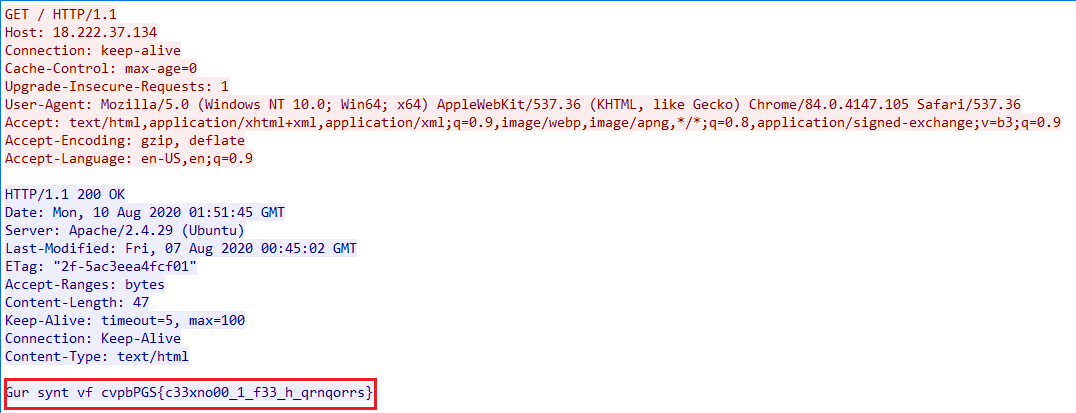 GET / HTTP/1.1
Host: 18.222.37.134
Connection: keep-alive
Cache-Control: max-age=0
Upgrade-Insecure-Requests: 1
User-Agent: Mozilla/5.0 (Windows NT 10.0; Win64; x64) AppleWebKit/537.36 (KHTML, like Gecko) Chrome/84.0.4147.105 Safari/537.36
Accept: text/html,application/xhtml+xml,application/xml;q=0.9,image/webp,image/apng,*/*;q=0.8,application/signed-exchange;v=b3;q=0.9
Accept-Encoding: gzip, deflate
Accept-Language: en-US,en;q=0.9
HTTP/1.1 200 OK
Date: Mon, 10 Aug 2020 01:51:45 GMT
Server: Apache/2.4.29 (Ubuntu)
Last-Modified: Fri, 07 Aug 2020 00:45:02 GMT
ETag: "2f-5ac3eea4fcf01"
Accept-Ranges: bytes
Content-Length: 47
Keep-Alive: timeout=5, max=100
Connection: Keep-Alive
Content-Type: text/html
Gur synt vf cvpbPGS{c33xno00_1_f33_h_qrnqorrs}